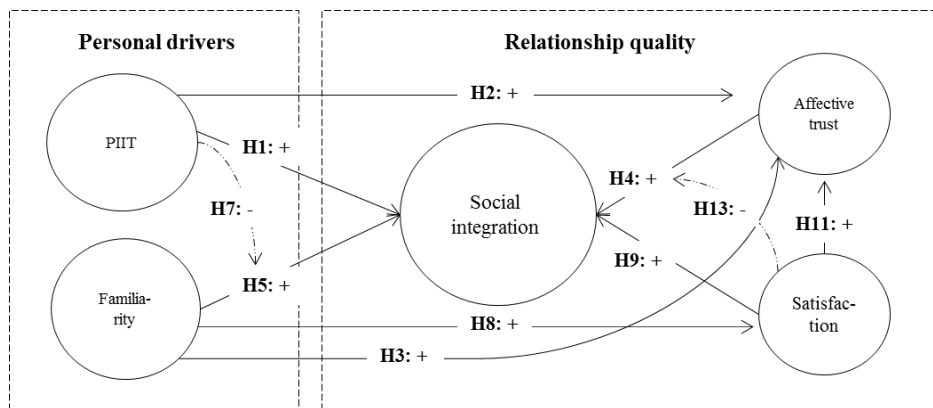 Personal drivers
Relationship quality
H2: +
Affective
trust
PIIT
H1: +
H4: +
Social
integration
H7: -
H13: -
H11: +
H9: +
H5: +
Familia-
rity
H8: +
Satisfac-
tion
H3: +